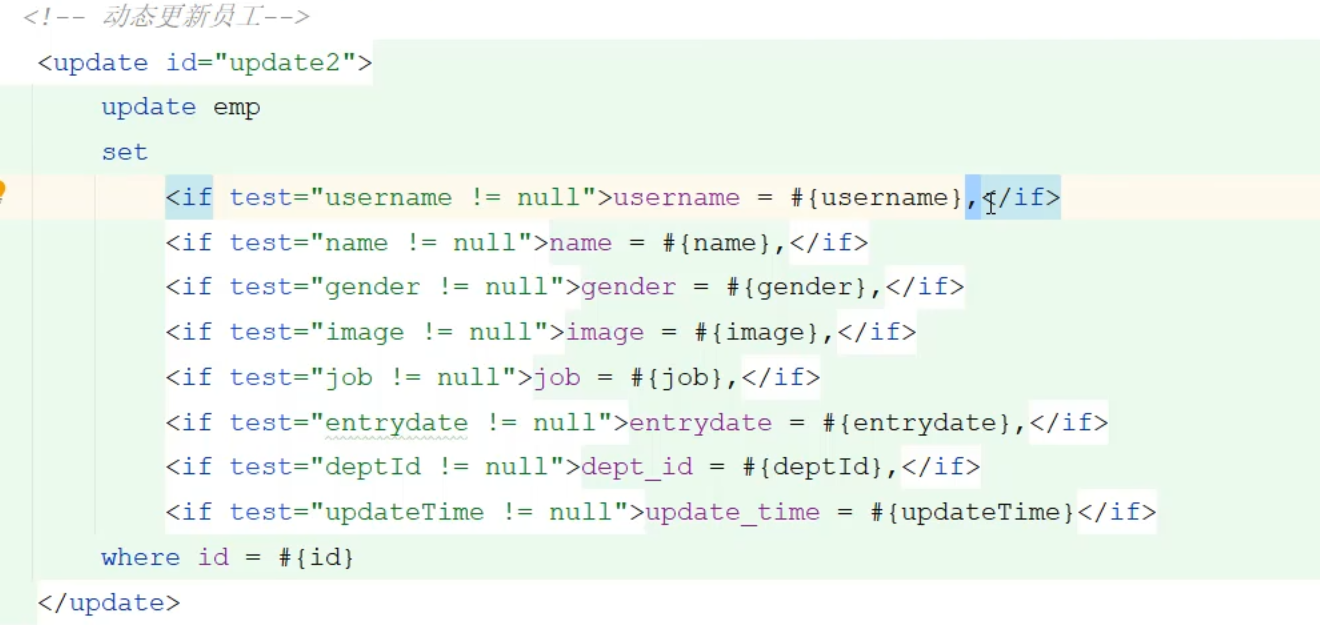 <!-- 动态更新员工-->
<update id="update2">
update emp
set
<if test="username != null">username = #{username},</if>
<if test="name != null">name = #{name},</if>
<if test="gender != null">gender = #{gender},</if>
<if test="image != null">image = #{image},</if>
<if test="job != null">job = #{job},</if>
<if test="entrydate != null">entrydate = #{entrydate},</if>
<if test="deptId != null">dept_id = #{deptId},</if>
<if test="updateTime != null">update_time = #{updateTime}</if>
where id = #{id}
</update>